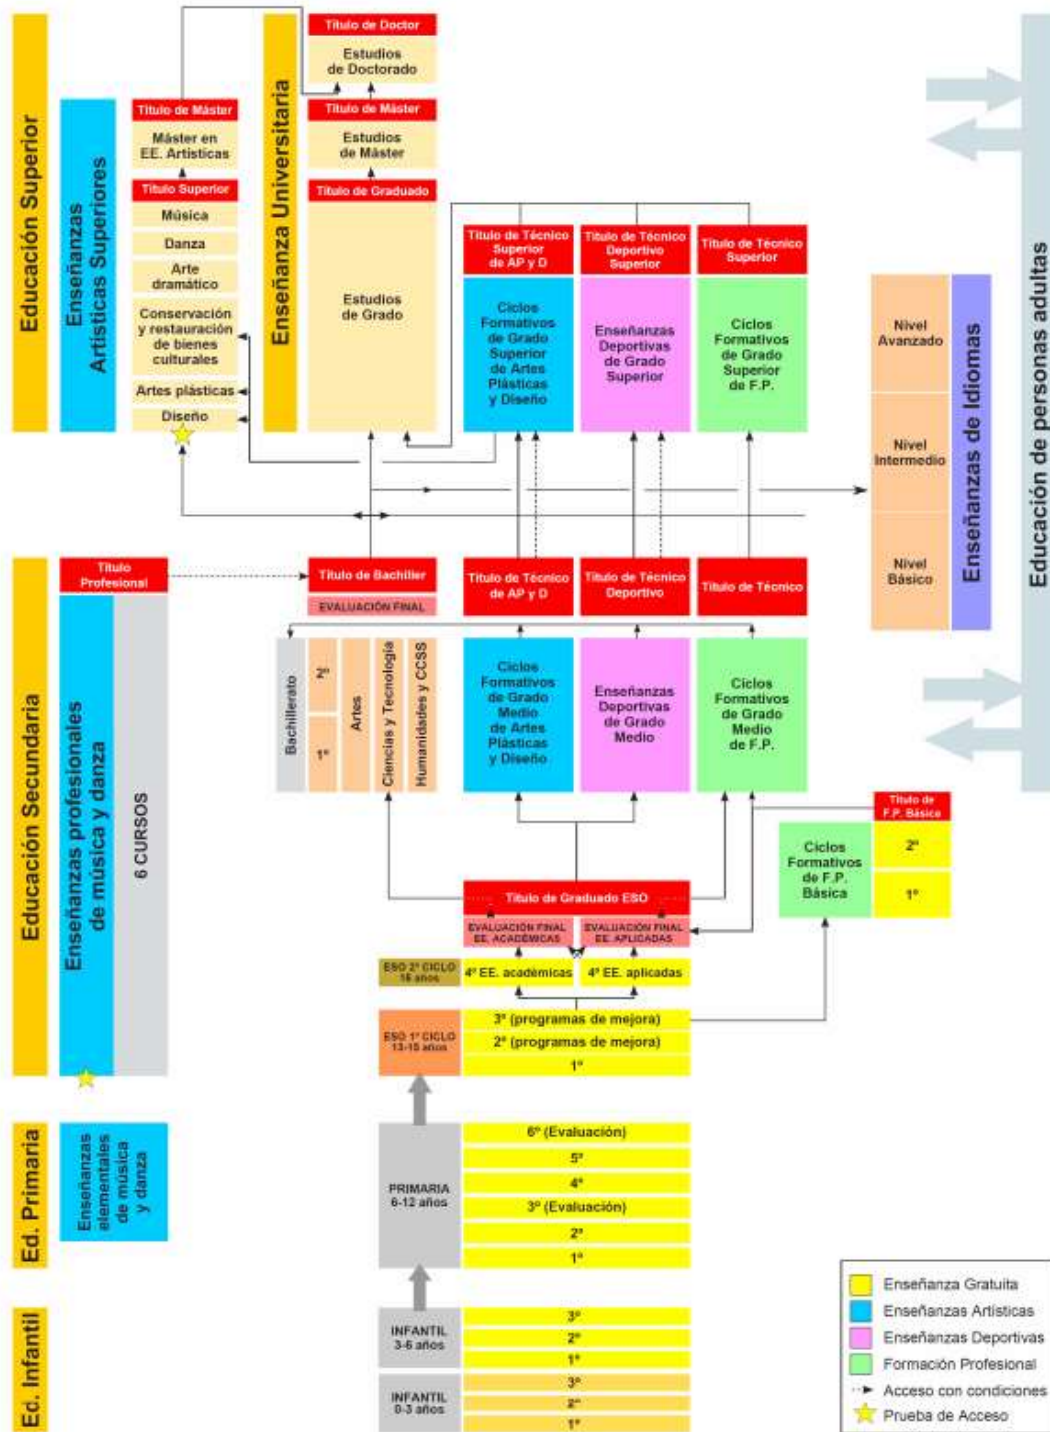 Educación Superior
Enseñanzas
Artísticas Superiores
Título de Máster
Máster en
EE. Artísticas
Título Superior
Música
Danza
Arte
dramático
Conservación
y restauración
de bienes
culturales
Artes plásticas
Diseño
Enseñanza Universitaria
Título de Doctor
Estudios
de Doctorado
Título de Máster
Estudios
de Máster
Título de Graduado
Estudios
de Grado
Título de Técnico
Superior
de AP y D
Ciclos
Formativos
de Grado
Superior
de Artes
Plásticas
y Diseño
Título de Técnico
Deportivo
Superior
Enseñanzas
Deportivas
de Grado
Superior
Título de Técnico
Superior
Ciclos
Formativos
de Grado
Superior
de F.P.
Nivel
Avanzado
Nivel
Intermedio
Nivel
Básico
Enseñanzas de Idiomas
Educación de personas adultas
Educación Secundaria
Título
Profesional
Enseñanzas profesionales
de música y danza
6 CURSOS
Título de Bachiller
EVALUACIÓN FINAL
Bachillerato
2º
1º
Artes
Ciencias y Tecnología
Humanidades y CCSS
Título de Técnico
de AP y D
Ciclos
Formativos
de Grado
Medio
de Artes
Plásticas
y Diseño
Título de Técnico
Deportivo
Enseñanzas
Deportivas
de Grado
Medio
Título de Técnico
Ciclos
Formativos
de Grado
Medio
de F.P.
Título de
F.P. Básica
Ciclos
Formativos
de F.P.
Básica
2º
1º
Título de Graduado ESO
EVALUACIÓN FINAL
EE. ACADÉMICAS
EVALUACIÓN FINAL
EE. APLICADAS
ESO 2º CICLO
15 años
4º EE. académicas
4º EE. aplicadas
ESO 1º CICLO
13-15 años
3º (programas de mejora)
2º (programas de mejora)
1º
Ed. Primaria
Enseñanzas
elementales
de música
y danza
PRIMARIA
6-12 años
6º (Evaluación)
5º
4º
3º (Evaluación)
2º
1º
Ed. Infantil
INFANTIL
3-6 años
3º
2º
1º
INFANTIL
0-3 años
3º
2º
1º
Enseñanza Gratuita
Enseñanzas Artísticas
Enseñanzas Deportivas
Formación Profesional
Acceso con condiciones
Prueba de Acceso